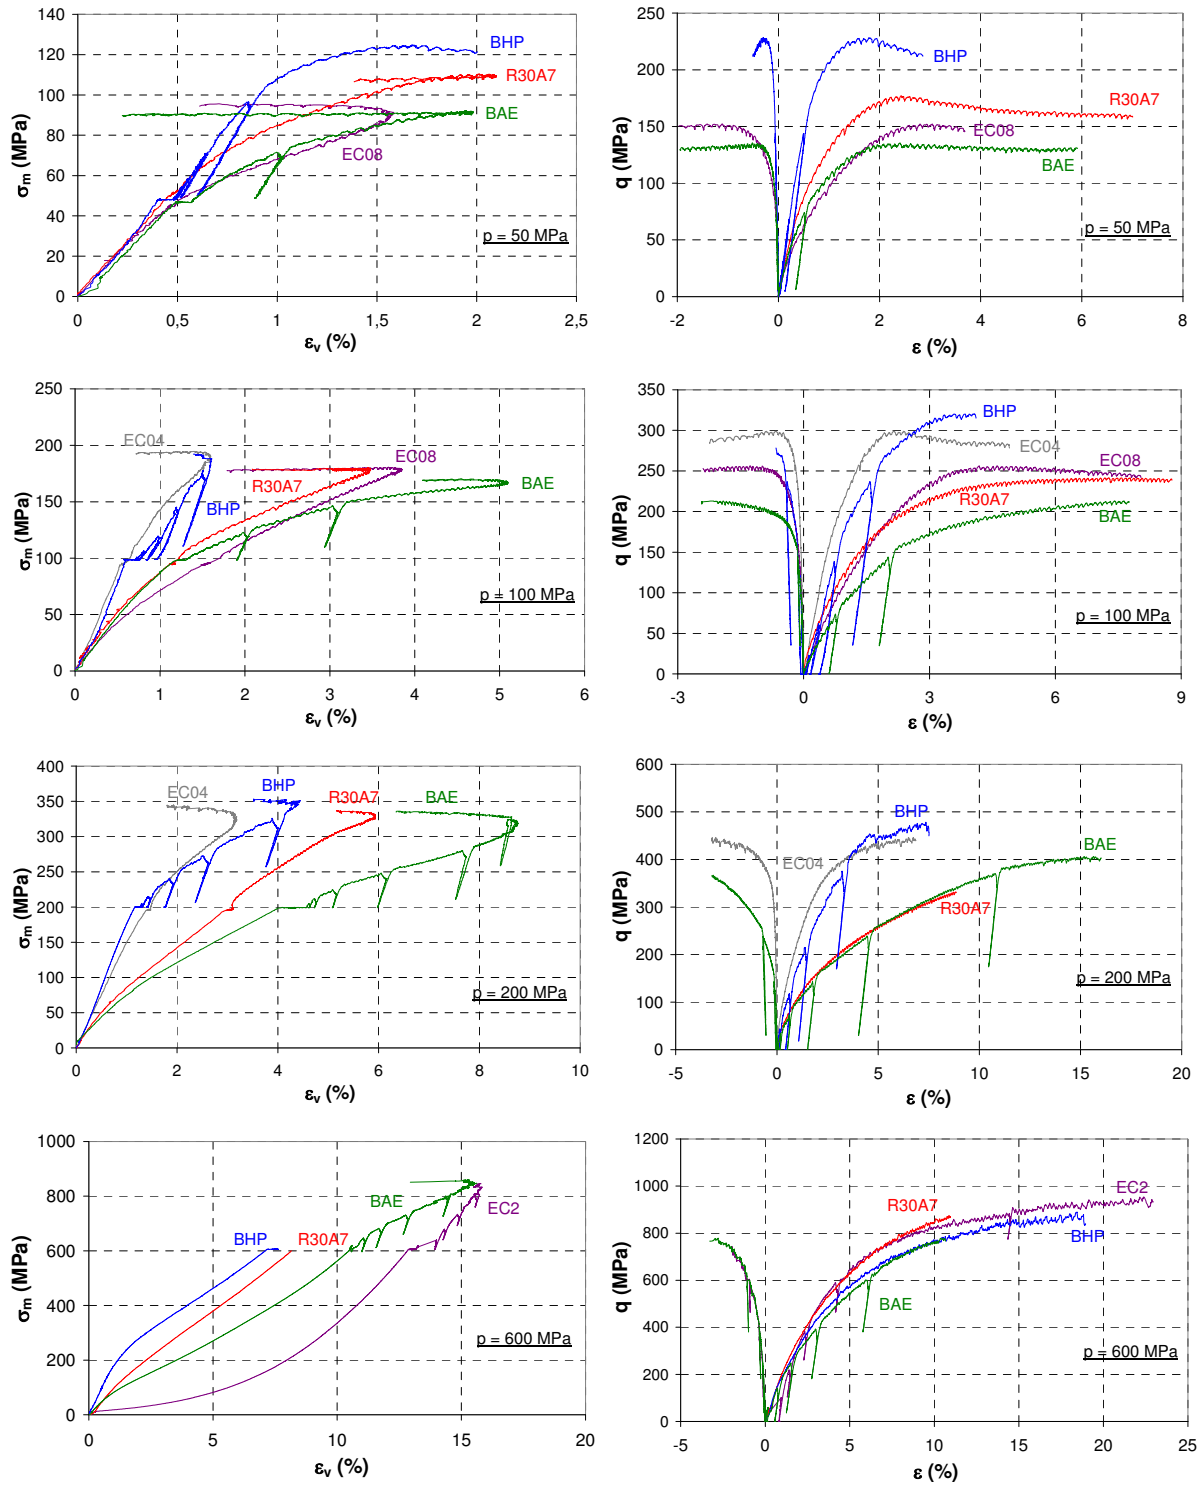 140
120
100
80
60
40
20
0
0
0,5
1
1,5
2
2,5
σm (MPa)
εv (%)
BHP
R30A7
BAE
EC08
p = 50 MPa
250
200
150
100
50
0
-2
0
2
4
6
8
q (MPa)
ε (%)
BHP
R30A7
EC08
BAE
p = 50 MPa
250
200
150
100
50
0
0
1
2
3
4
5
6
σm (MPa)
εv (%)
EC04
EC08
R30A7
BAE
BHP
p = 100 MPa
350
300
250
200
150
100
50
0
-3
0
3
6
9
q (MPa)
ε (%)
BHP
EC04
EC08
R30A7
BAE
p = 100 MPa
400
350
300
250
200
150
100
50
0
0
2
4
6
8
10
σm (MPa)
εv (%)
EC04
BHP
R30A7
BAE
p = 200 MPa
600
500
400
300
200
100
0
-5
0
5
10
15
20
q (MPa)
ε (%)
BHP
BAE
EC04
R30A7
p = 200 MPa
1000
800
600
400
200
0
0
5
10
15
20
σm (MPa)
εv (%)
BAE
EC2
BHP
R30A7
p = 600 MPa
1200
1000
800
600
400
200
0
-5
0
5
10
15
20
25
q (MPa)
ε (%)
EC2
R30A7
BHP
BAE
p = 600 MPa